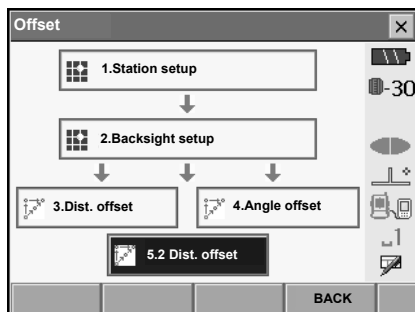 Offset
1.Station setup
-30
2.Backsight setup
3.Dist. offset
4.Angle offset
1
5.2 Dist. offset
BACK